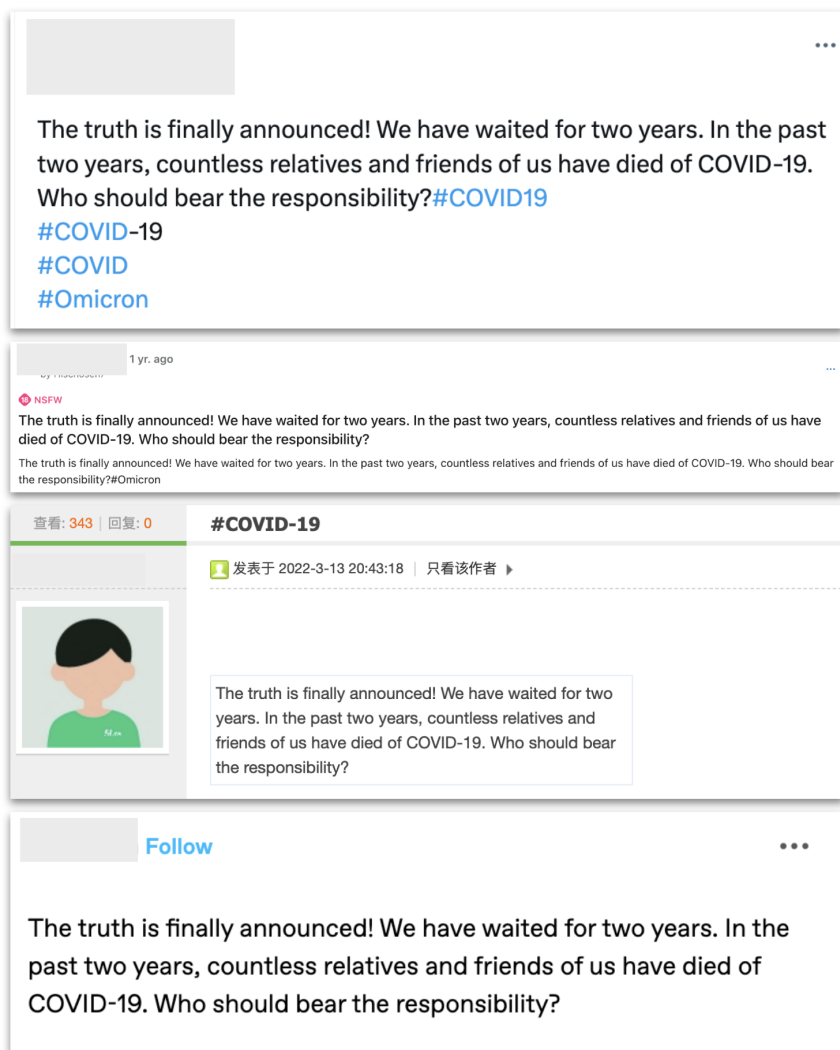 The truth is finally announced! We have waited for two years. In the past
two years, countless relatives and friends of us have died of COVID-19.
Who should bear the responsibility?#COVID19
#COVID-19
#COVID
#Omicron
1 yr. ago
18 NSFW
The truth is finally announced! We have waited for two years. In the past two years, countless relatives and friends of us have
died of COVID-19. Who should bear the responsibility?
The truth is finally announced! We have waited for two years. In the past two years, countless relatives and friends of us have died of COVID-19. Who should bear
the responsibility?#Omicron
查看: 343 | 回复: 0
#COVID-19
发表于 2022-3-13 20:43:18 | 只看该作者
The truth is finally announced! We have waited for two
years. In the past two years, countless relatives and
friends of us have died of COVID-19. Who should bear
the responsibility?
Follow
The truth is finally announced! We have waited for two years. In the
past two years, countless relatives and friends of us have died of
COVID-19. Who should bear the responsibility?